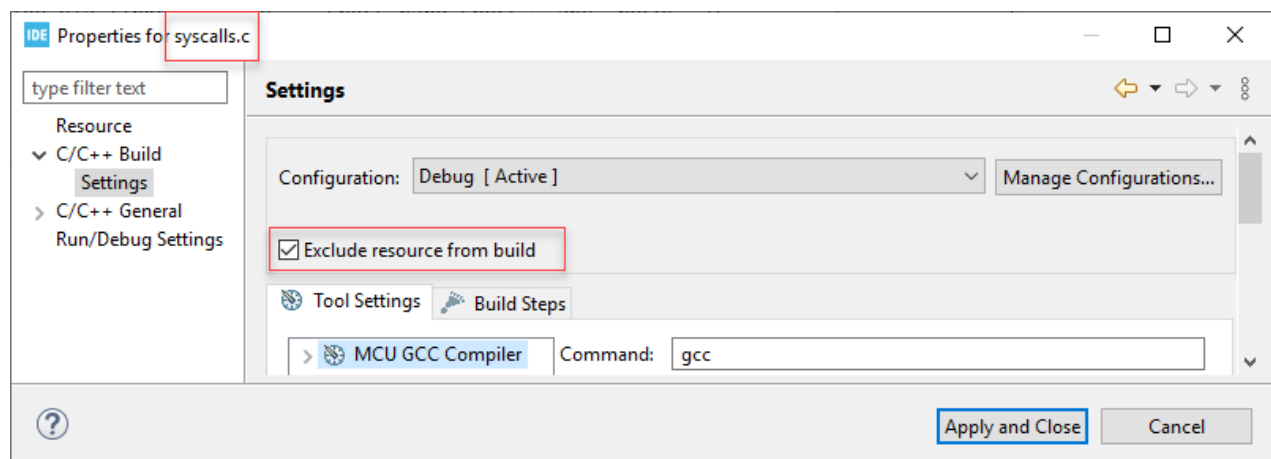 IDE Properties for syscalls.c
type filter text
Settings
Resource
C/C++ Build
Settings
C/C++ General
Run/Debug Settings
Configuration: Debug [ Active ] Manage Configurations...
Exclude resource from build
Tool Settings Build Steps
MCU GCC Compiler Command: gcc
? Apply and Close Cancel